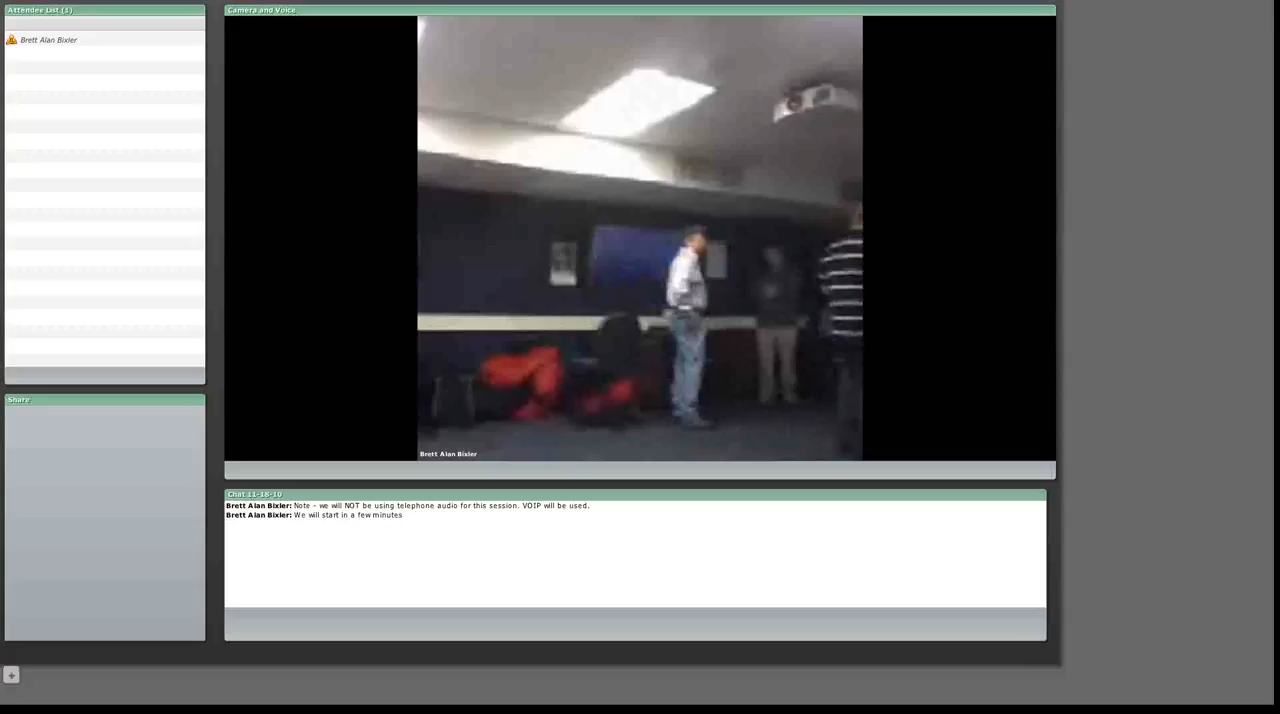 Attendee List (1)
Brett Alan Bixler
Share
Camera and Voice
Brett Alan Bixler
Chat 11-18-10
Brett Alan Bixler: Note - we will NOT be using telephone audio for this session. VOIP will be used.
Brett Alan Bixler: We will start in a few minutes